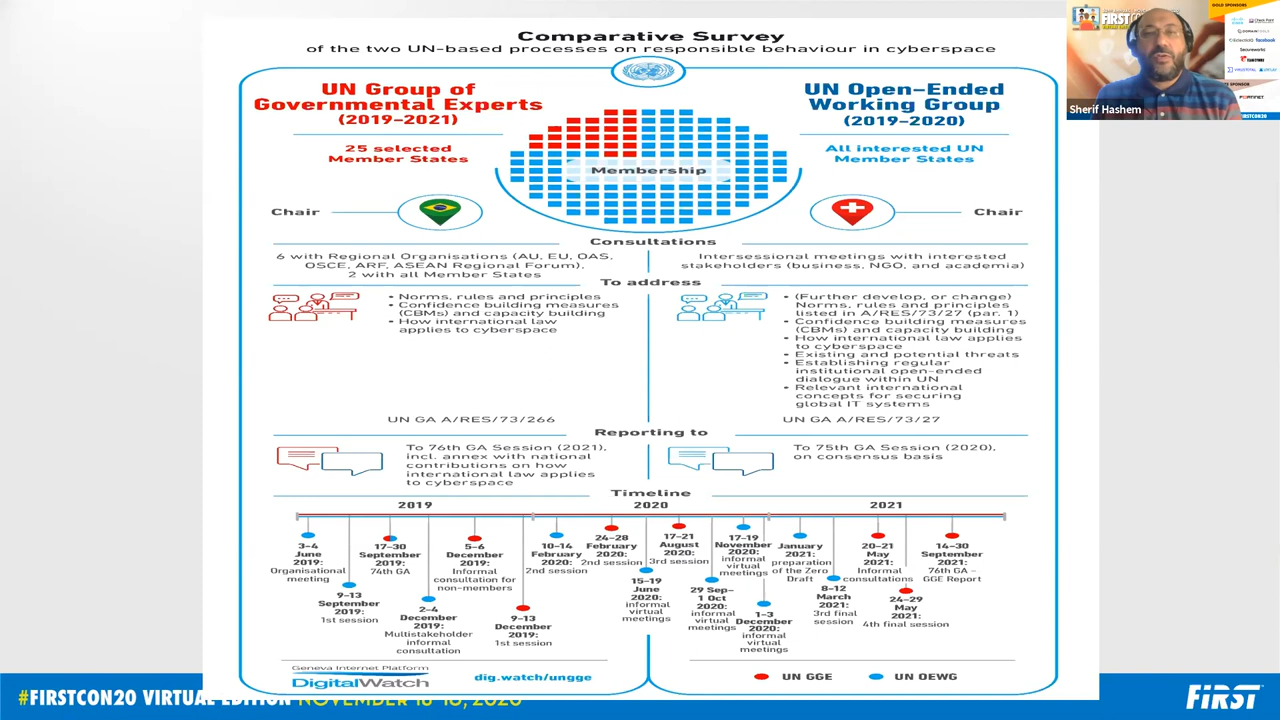 Comparative Survey
of the two UN-based processes on responsible behaviour in cyberspace
UN Group of
Governmental Experts
(2019–2021)
25 selected
Member States
Membership
UN Open-Ended
Working Group
(2019–2020)
All interested UN
Member States
Chair
Chair
Consultations
6 with Regional Organisations (AU, EU, OAS,
OSCE, ARF, ASEAN Regional Forum),
2 with all Member States
Intersessional meetings with interested
stakeholders (business, NGO, and academia)
To address
• Norms, rules and principles
• Confidence building measures
(CBMs) and capacity building
• How international law
applies to cyberspace
• (Further develop, or change)
Norms, rules and principles
listed in A/RES/73/27 (par. 1)
• Confidence building measures
(CBMs) and capacity building
• How international law applies
to cyberspace
• Existing and potential threats
• Establishing regular
institutional open-ended
dialogue within UN
• Relevant international
concepts for securing
global IT systems
UN GA A/RES/73/266
UN GA A/RES/73/27
Reporting to
To 76th GA Session (2021),
incl. annex with national
contributions on how
international law applies
to cyberspace
To 75th GA Session (2020),
on consensus basis
Timeline
2019
2020
2021
3–4
June
2019:
Organisational
meeting
9–13
September
2019:
1st session
17–30
September
2019:
74th GA
2–4
December
2019:
Multistakeholder
informal
consultation
5–6
December
2019:
Informal
consultation for
non-members
9–13
December
2019:
1st session
10–14
February
2020:
2nd session
24–28
February
2020:
2nd session
15–19
June
2020:
informal
virtual
meetings
17–21
August
2020:
3rd session
29 Sep–
1 Oct
2020:
informal
virtual
meetings
17–19
November
2020:
informal
virtual
meetings
1–3
December
2020:
informal
virtual
meetings
January
2021:
preparation
of the Zero
Draft
8–12
March
2021:
3rd final
session
20–21
May
2021:
Informal
consultations
24–29
May
2021:
4th final session
14–30
September
2021:
76th GA –
GGE Report
Geneva Internet Platform
DigitalWatch
dig.watch/ungge
UN GGE
UN OEWG
Sherif Hashem
GOLD SPONSORS
Check Point
DOMAINTOOLS
facebook
Secureworks
FORTINET
FIRSTCON20
#FIRSTCON20 VIRTUAL EDITION
FiRST